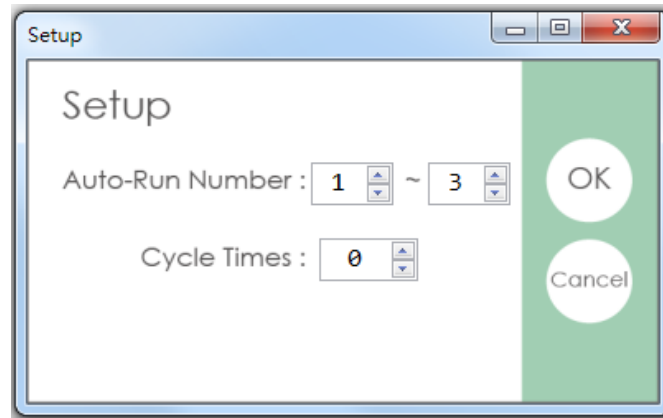 Setup
Setup
Auto-Run Number : 1 ~ 3
OK
Cycle Times : 0
Cancel